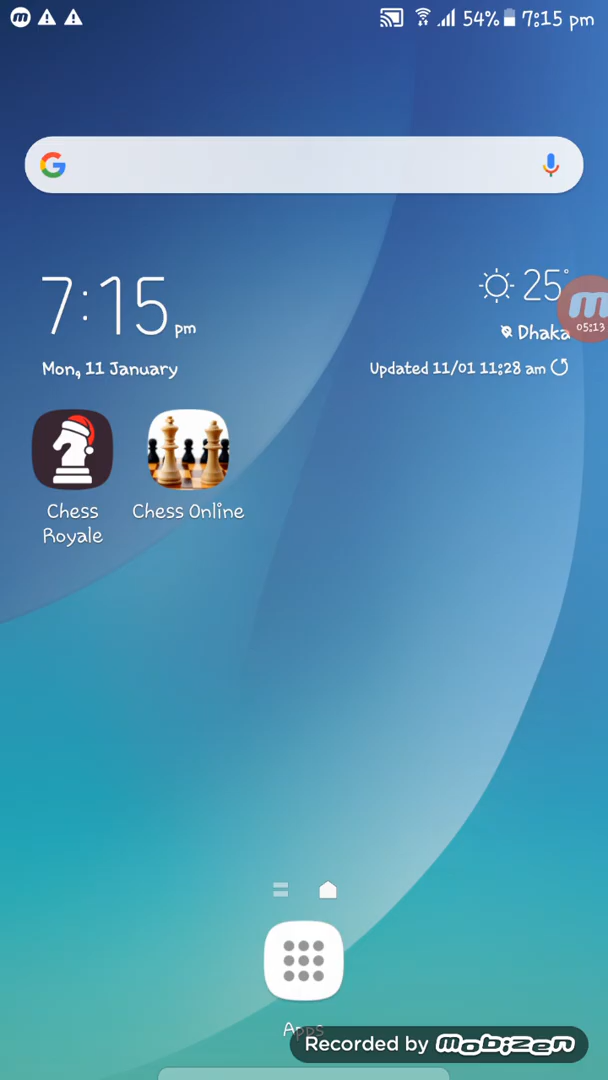 54% 7:15 pm
7:15 pm
25°
Dhaka
Mon, 11 January
Updated 11/01 11:28 am
05:13
Chess Royale
Chess Online
Apps
Recorded by mobizen